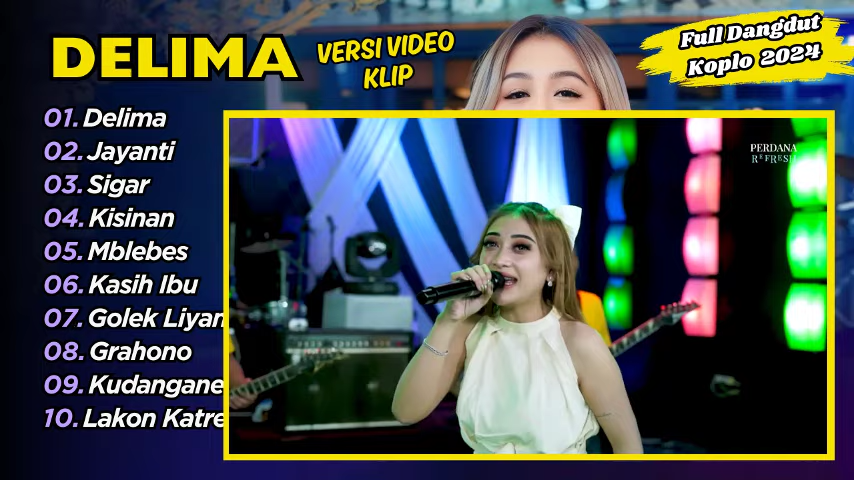 DELIMA
VERSI VIDEO
KLIP
Full Dangdut
Koplo 2024
01. Delima
02. Jayanti
03. Sigar
04. Kisinan
05. Mblebes
06. Kasih Ibu
07. Golek Liyan
08. Grahono
09. Kudangane
10. Lakon Katre
PERDANA
REFRESH